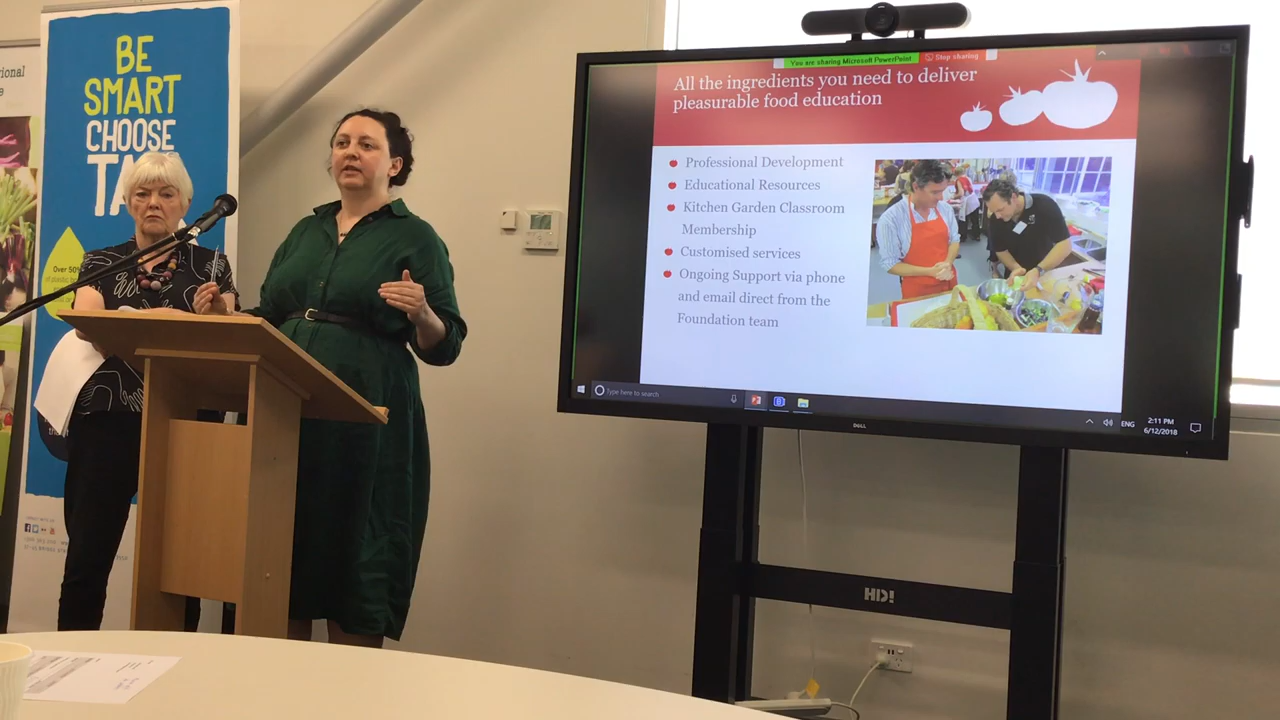 BE
SMART
CHOOSE
Over 50%
You are sharing Microsoft PowerPoint
Stop sharing
All the ingredients you need to deliver
pleasurable food education
Professional Development
Educational Resources
Kitchen Garden Classroom
Membership
Customised services
Ongoing Support via phone
and email direct from the
Foundation team
Type here to search
ENG
2:11 PM
6/12/2018
DELL
HD!